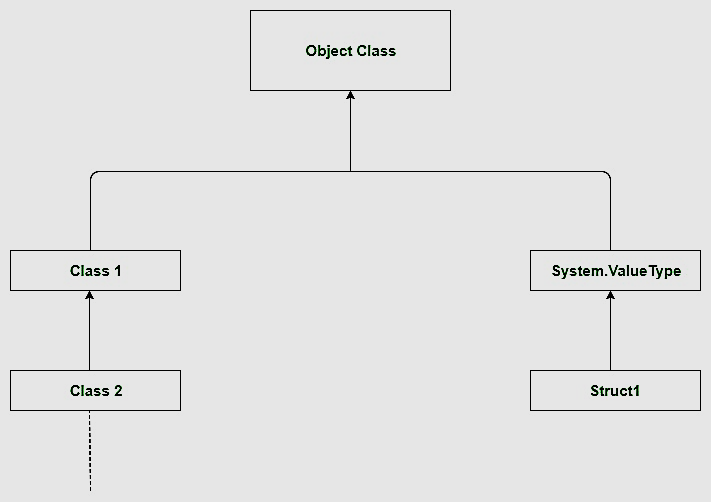 Object Class
Class 1
System.ValueType
Class 2
Struct1